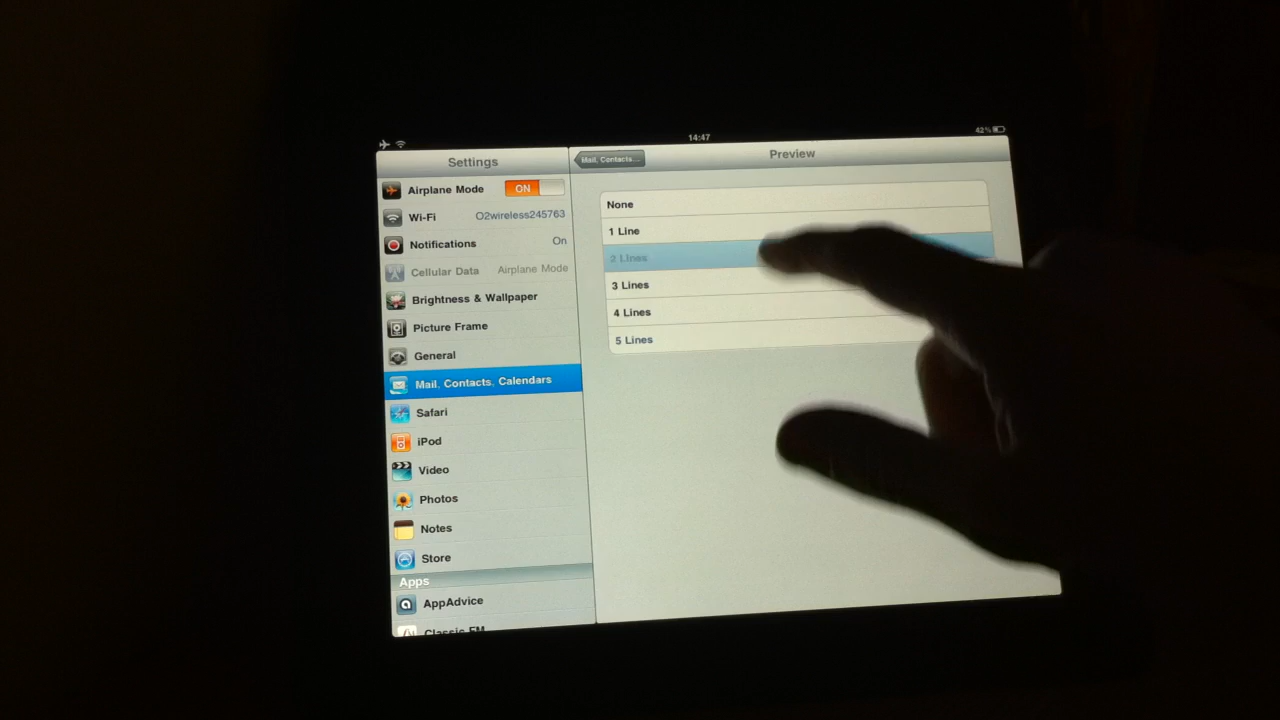 14:47
42%
Settings
Mail, Contacts...
Preview
Airplane Mode
ON
Wi-Fi
O2wireless245763
Notifications
On
Cellular Data
Airplane Mode
Brightness & Wallpaper
Picture Frame
General
Mail, Contacts, Calendars
Safari
iPod
Video
Photos
Notes
Store
Apps
AppAdvice
Classic FM
None
1 Line
2 Lines
3 Lines
4 Lines
5 Lines